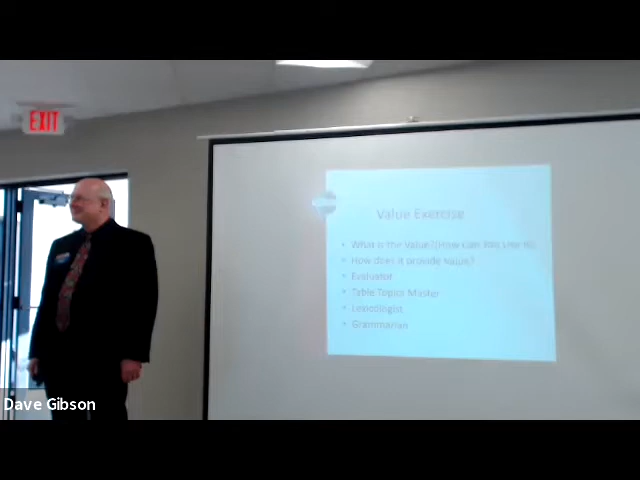 EXIT
Value Exercise
• What is the Value?(How can you use it)
• How does it provide Value?
• Evaluator
• Table Topics Master
• Grammarian
Dave Gibson